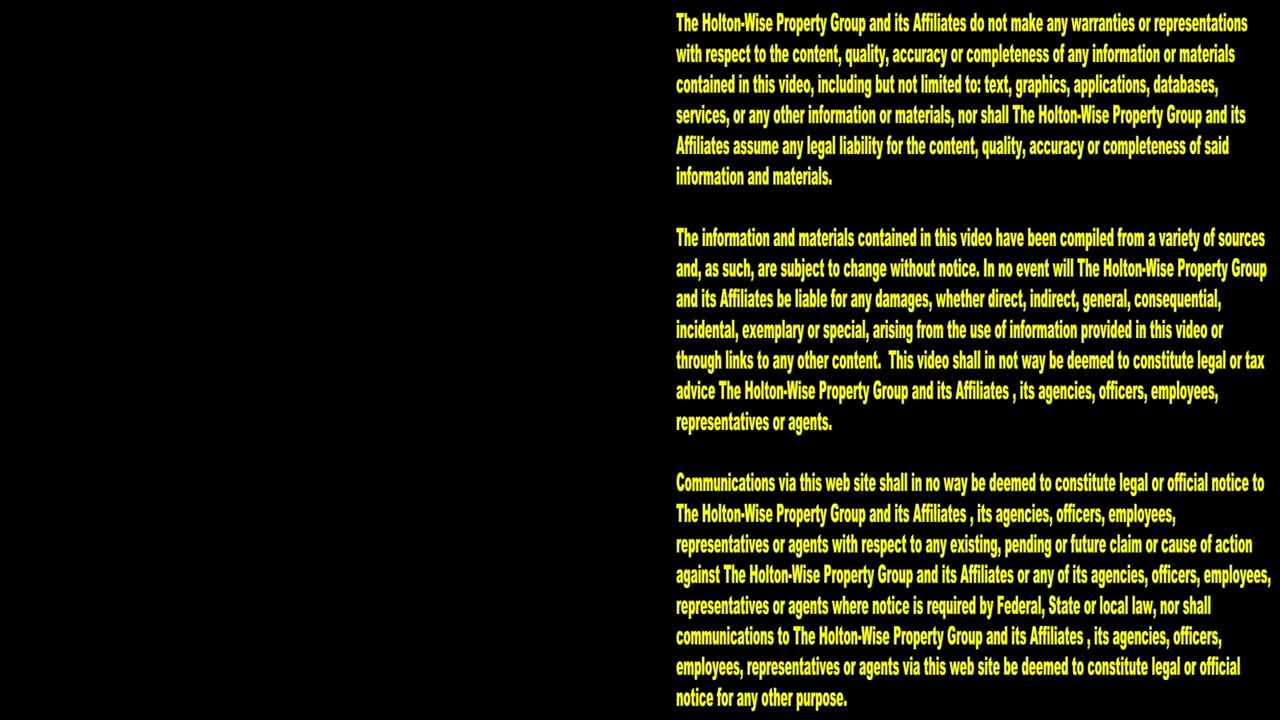 The Holton-Wise Property Group and its Affiliates do not make any warranties or representations
with respect to the content, quality, accuracy or completeness of any information or materials
contained in this video, including but not limited to: text, graphics, applications, databases,
services, or any other information or materials, nor shall The Holton-Wise Property Group and its
Affiliates assume any legal liability for the content, quality, accuracy or completeness of said
information and materials.
The information and materials contained in this video have been compiled from a variety of sources
and, as such, are subject to change without notice. In no event will The Holton-Wise Property Group
and its Affiliates be liable for any damages, whether direct, indirect, general, consequential,
incidental, exemplary or special, arising from the use of information provided in this video or
through links to any other content.  This video shall in not way be deemed to constitute legal or tax
advice The Holton-Wise Property Group and its Affiliates , its agencies, officers, employees,
representatives or agents.
Communications via this web site shall in no way be deemed to constitute legal or official notice to
The Holton-Wise Property Group and its Affiliates , its agencies, officers, employees,
representatives or agents with respect to any existing, pending or future claim or cause of action
against The Holton-Wise Property Group and its Affiliates or any of its agencies, officers, employees,
representatives or agents where notice is required by Federal, State or local law, nor shall
communications to The Holton-Wise Property Group and its Affiliates , its agencies, officers,
employees, representatives or agents via this web site be deemed to constitute legal or official
notice for any other purpose.